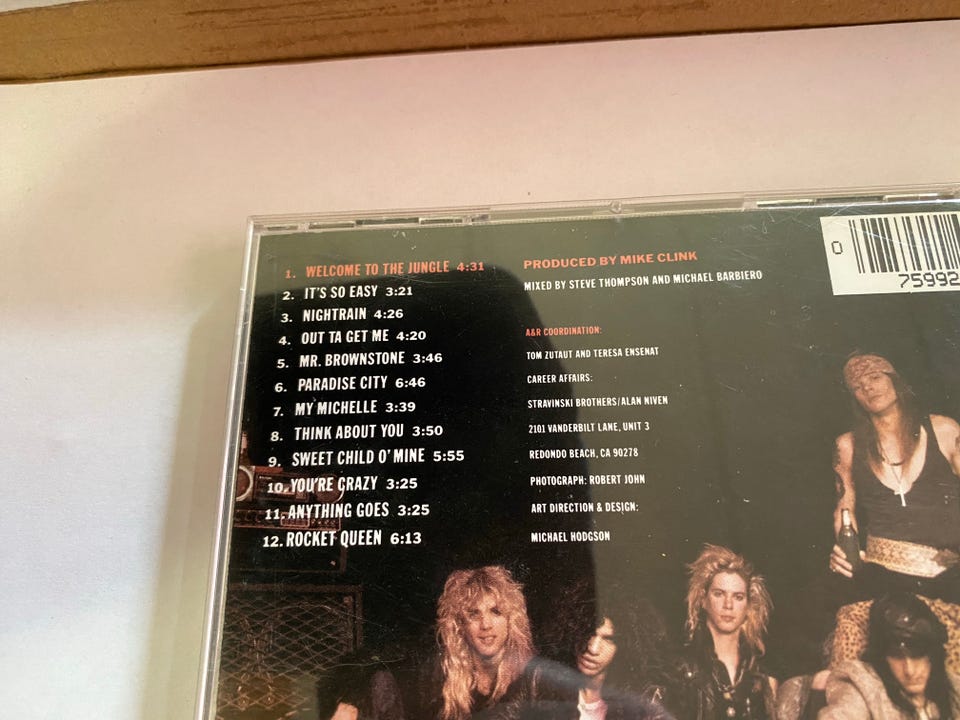 1. WELCOME TO THE JUNGLE 4:31
2. IT'S SO EASY 3:21
3. NIGHTRAIN 4:26
4. OUT TA GET ME 4:20
5. MR. BROWNSTONE 3:46
6. PARADISE CITY 6:46
7. MY MICHELLE 3:39
8. THINK ABOUT YOU 3:50
9. SWEET CHILD O' MINE 5:55
10. YOU'RE CRAZY 3:25
11. ANYTHING GOES 3:25
12. ROCKET QUEEN 6:13
PRODUCED BY MIKE CLINK
MIXED BY STEVE THOMPSON AND MICHAEL BARBIERO
A&R COORDINATION:
TOM ZUTAUT AND TERESA ENSENAT
CAREER AFFAIRS:
STRAVINSKI BROTHERS/ALAN NIVEN
2101 VANDERBILT LANE, UNIT 3
REDONDO BEACH, CA 90278
PHOTOGRAPH: ROBERT JOHN
ART DIRECTION & DESIGN:
MICHAEL HODGSON
0
75992